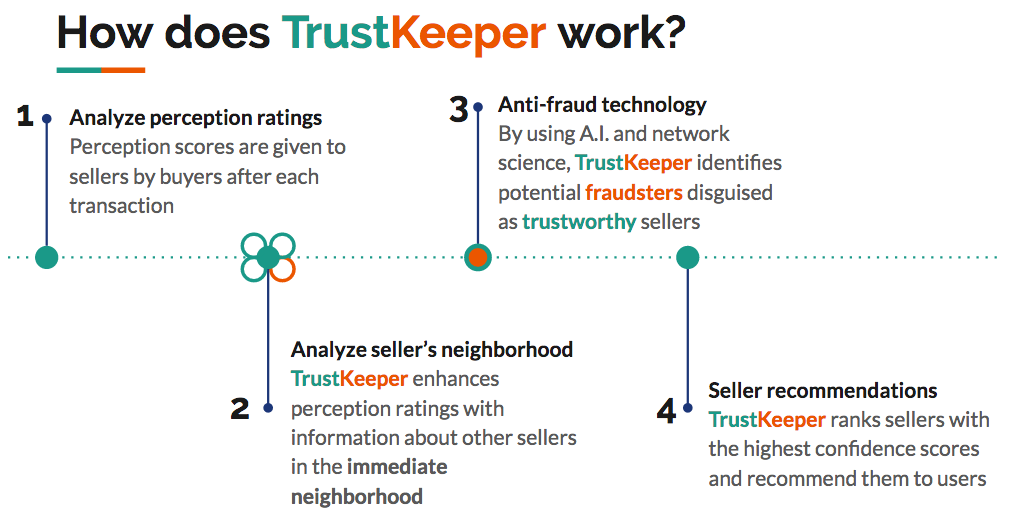 How does TrustKeeper work?
1
Analyze perception ratings
Perception scores are given to
sellers by buyers after each
transaction
2
Analyze seller's neighborhood
TrustKeeper enhances
perception ratings with
information about other sellers
in the immediate
neighborhood
3
Anti-fraud technology
By using A.I. and network
science, TrustKeeper identifies
potential fraudsters disguised
as trustworthy sellers
4
Seller recommendations
TrustKeeper ranks sellers with
the highest confidence scores
and recommend them to users